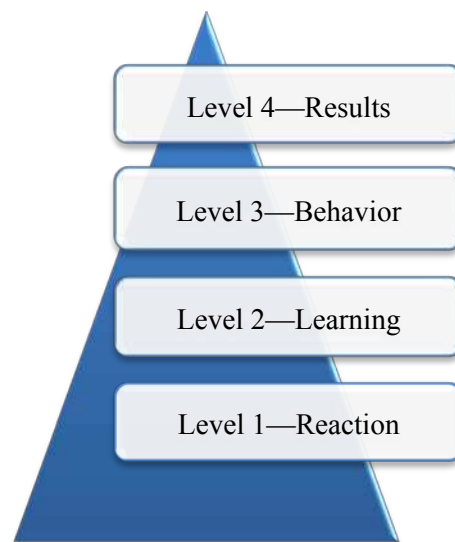 Level 4—Results
Level 3—Behavior
Level 2—Learning
Level 1—Reaction